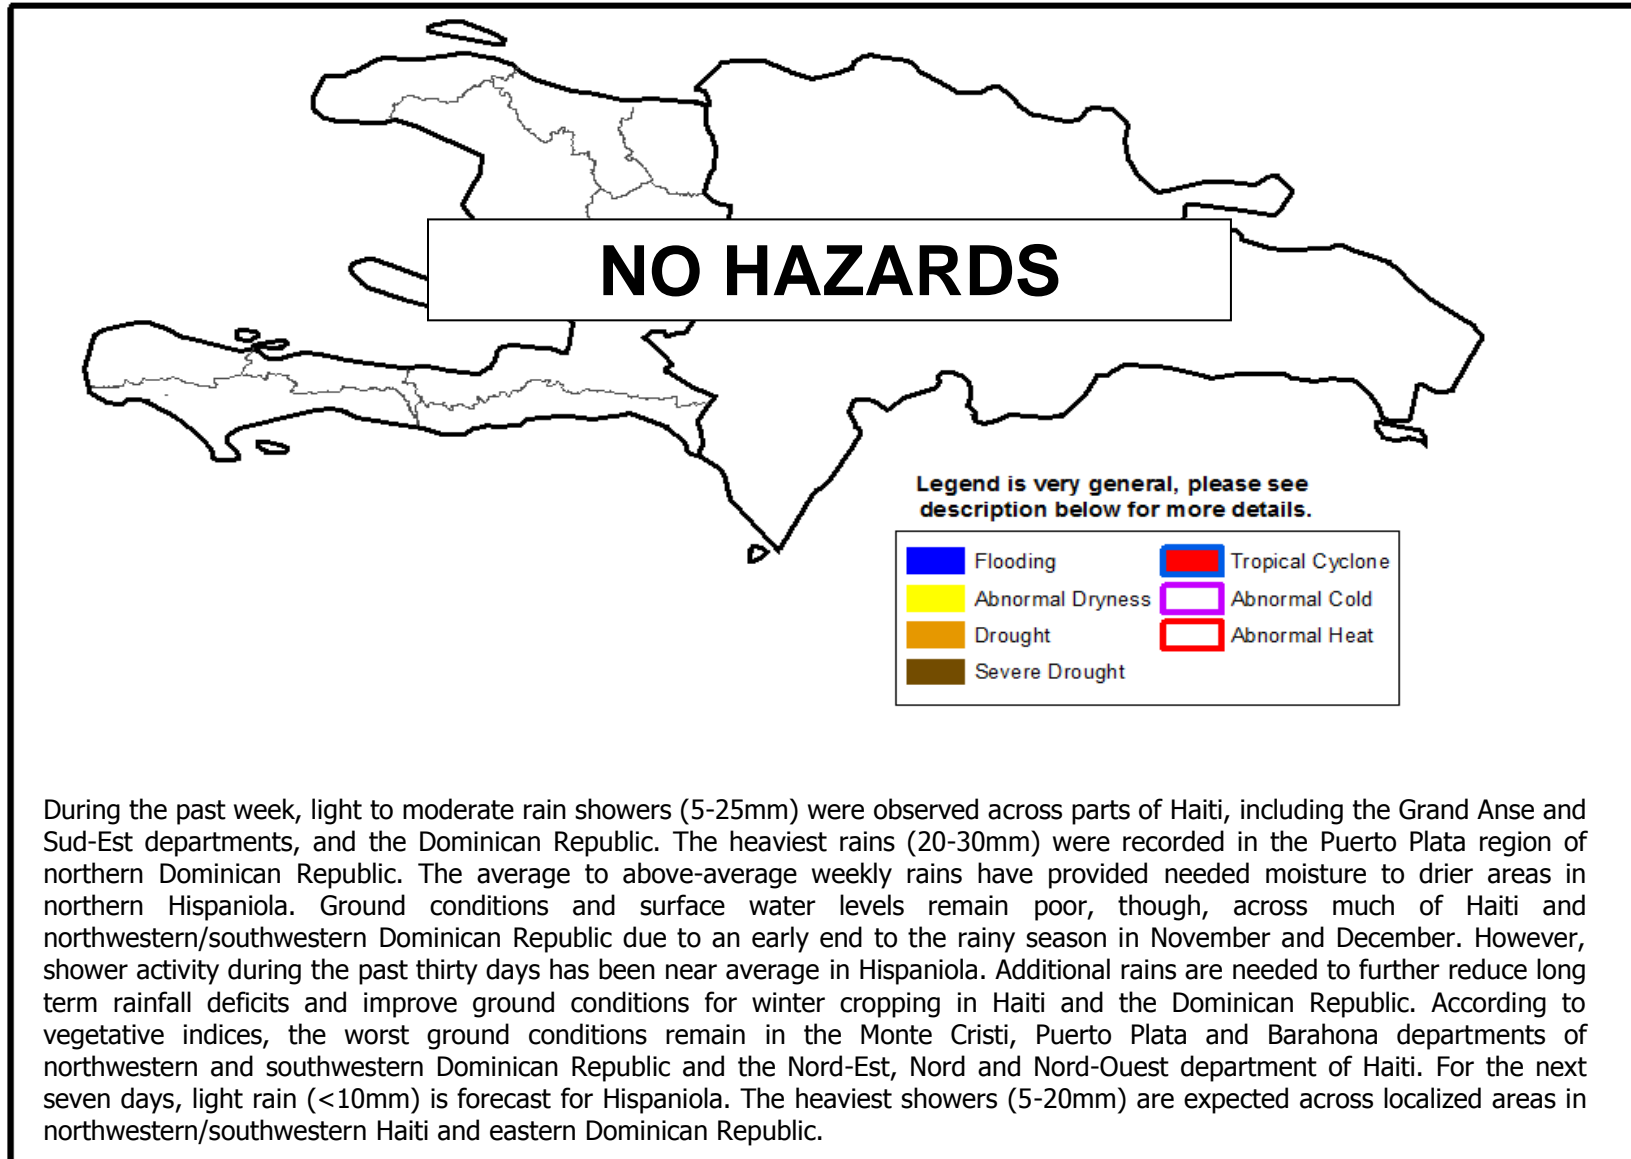 NO HAZARDS
Legend is very general, please see
description below for more details.
Flooding
Tropical Cyclone
Abnormal Dryness
Abnormal Cold
Drought
Abnormal Heat
Severe Drought
During the past week, light to moderate rain showers (5-25mm) were observed across parts of Haiti, including the Grand Anse and
Sud-Est departments, and the Dominican Republic. The heaviest rains (20-30mm) were recorded in the Puerto Plata region of
northern Dominican Republic. The average to above-average weekly rains have provided needed moisture to drier areas in
northern Hispaniola. Ground conditions and surface water levels remain poor, though, across much of Haiti and
northwestern/southwestern Dominican Republic due to an early end to the rainy season in November and December. However,
shower activity during the past thirty days has been near average in Hispaniola. Additional rains are needed to further reduce long
term rainfall deficits and improve ground conditions for winter cropping in Haiti and the Dominican Republic. According to
vegetative indices, the worst ground conditions remain in the Monte Cristi, Puerto Plata and Barahona departments of
northwestern and southwestern Dominican Republic and the Nord-Est, Nord and Nord-Ouest department of Haiti. For the next
seven days, light rain (<10mm) is forecast for Hispaniola. The heaviest showers (5-20mm) are expected across localized areas in
northwestern/southwestern Haiti and eastern Dominican Republic.